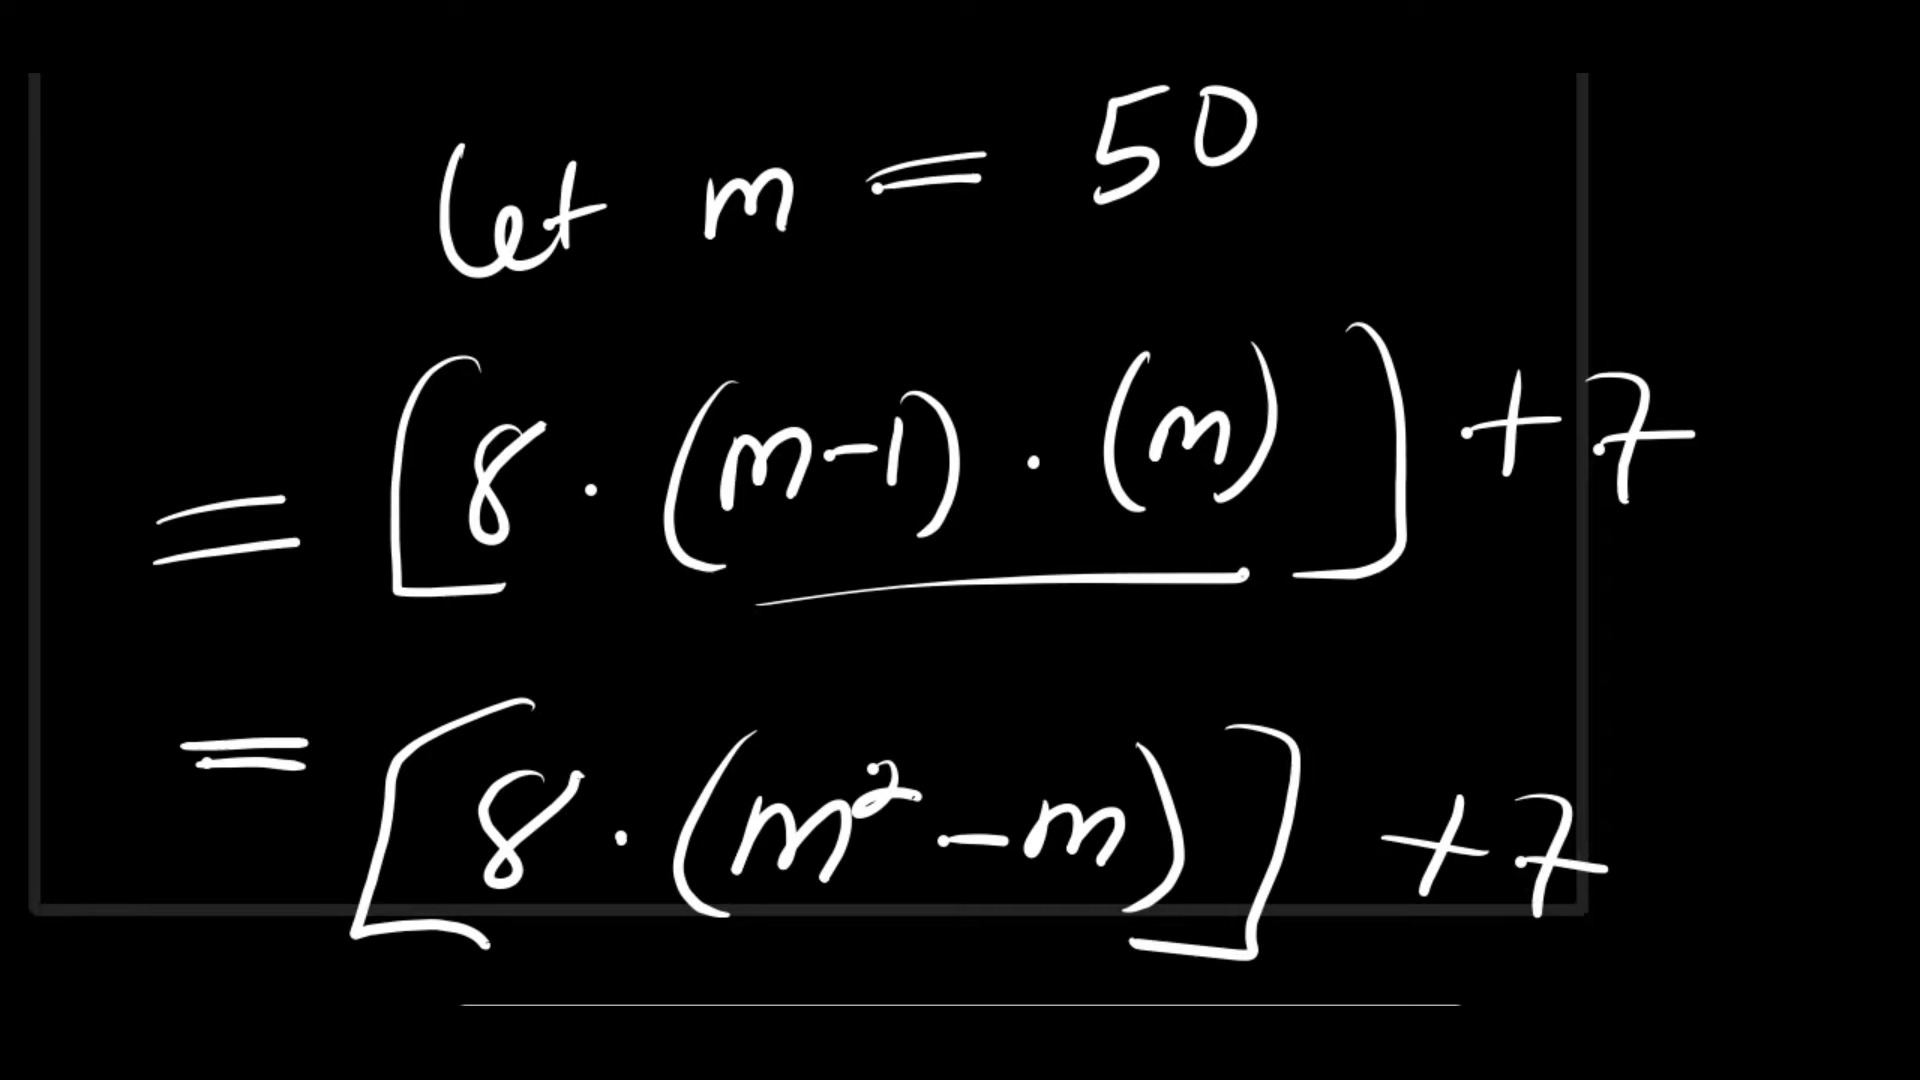 let m = 50
= [8 · (m-1) · (m)] + 7
= [8 · (m² - m)] + 7